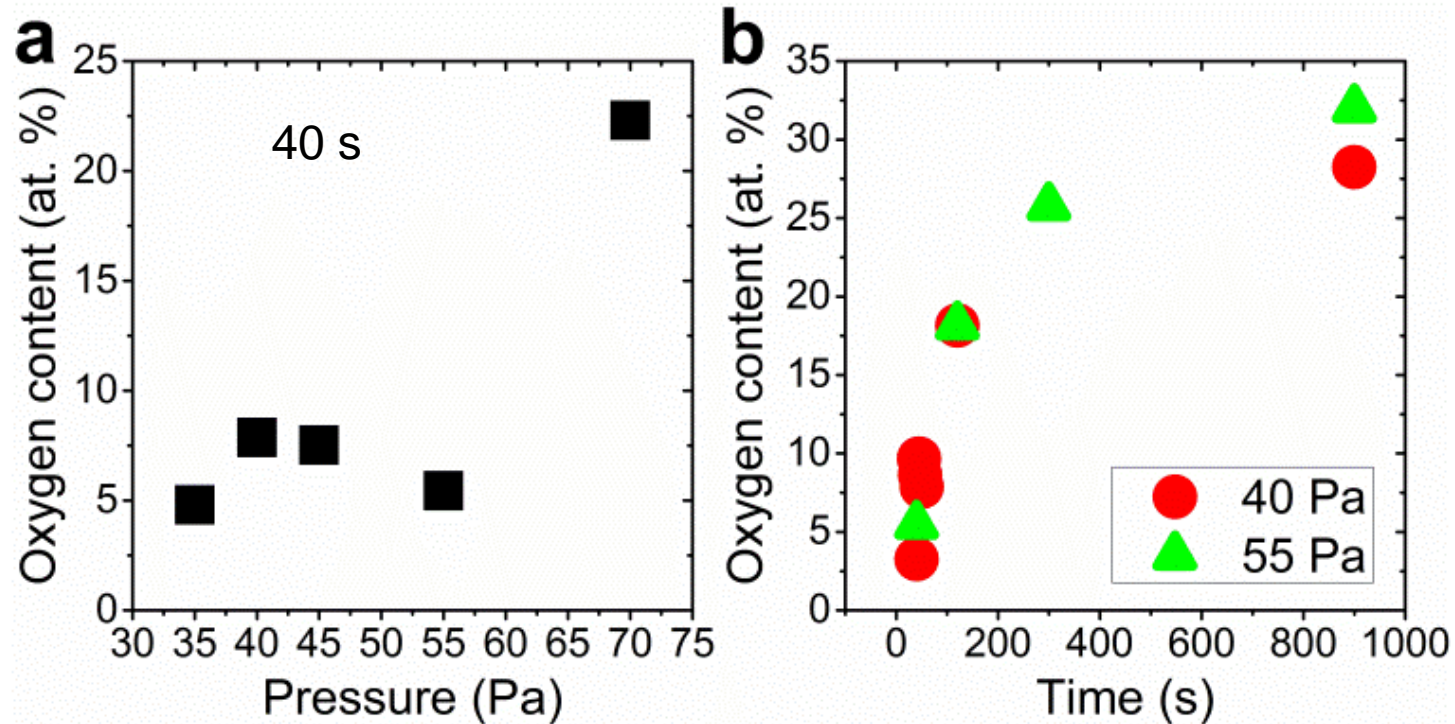 a
25
20
15
10
5
0
Oxygen content (at. %)
40 s
30 35 40 45 50 55 60 65 70 75
Pressure (Pa)
b
35
30
25
20
15
10
5
0
Oxygen content (at. %)
40 Pa
55 Pa
0 200 400 600 800 1000
Time (s)